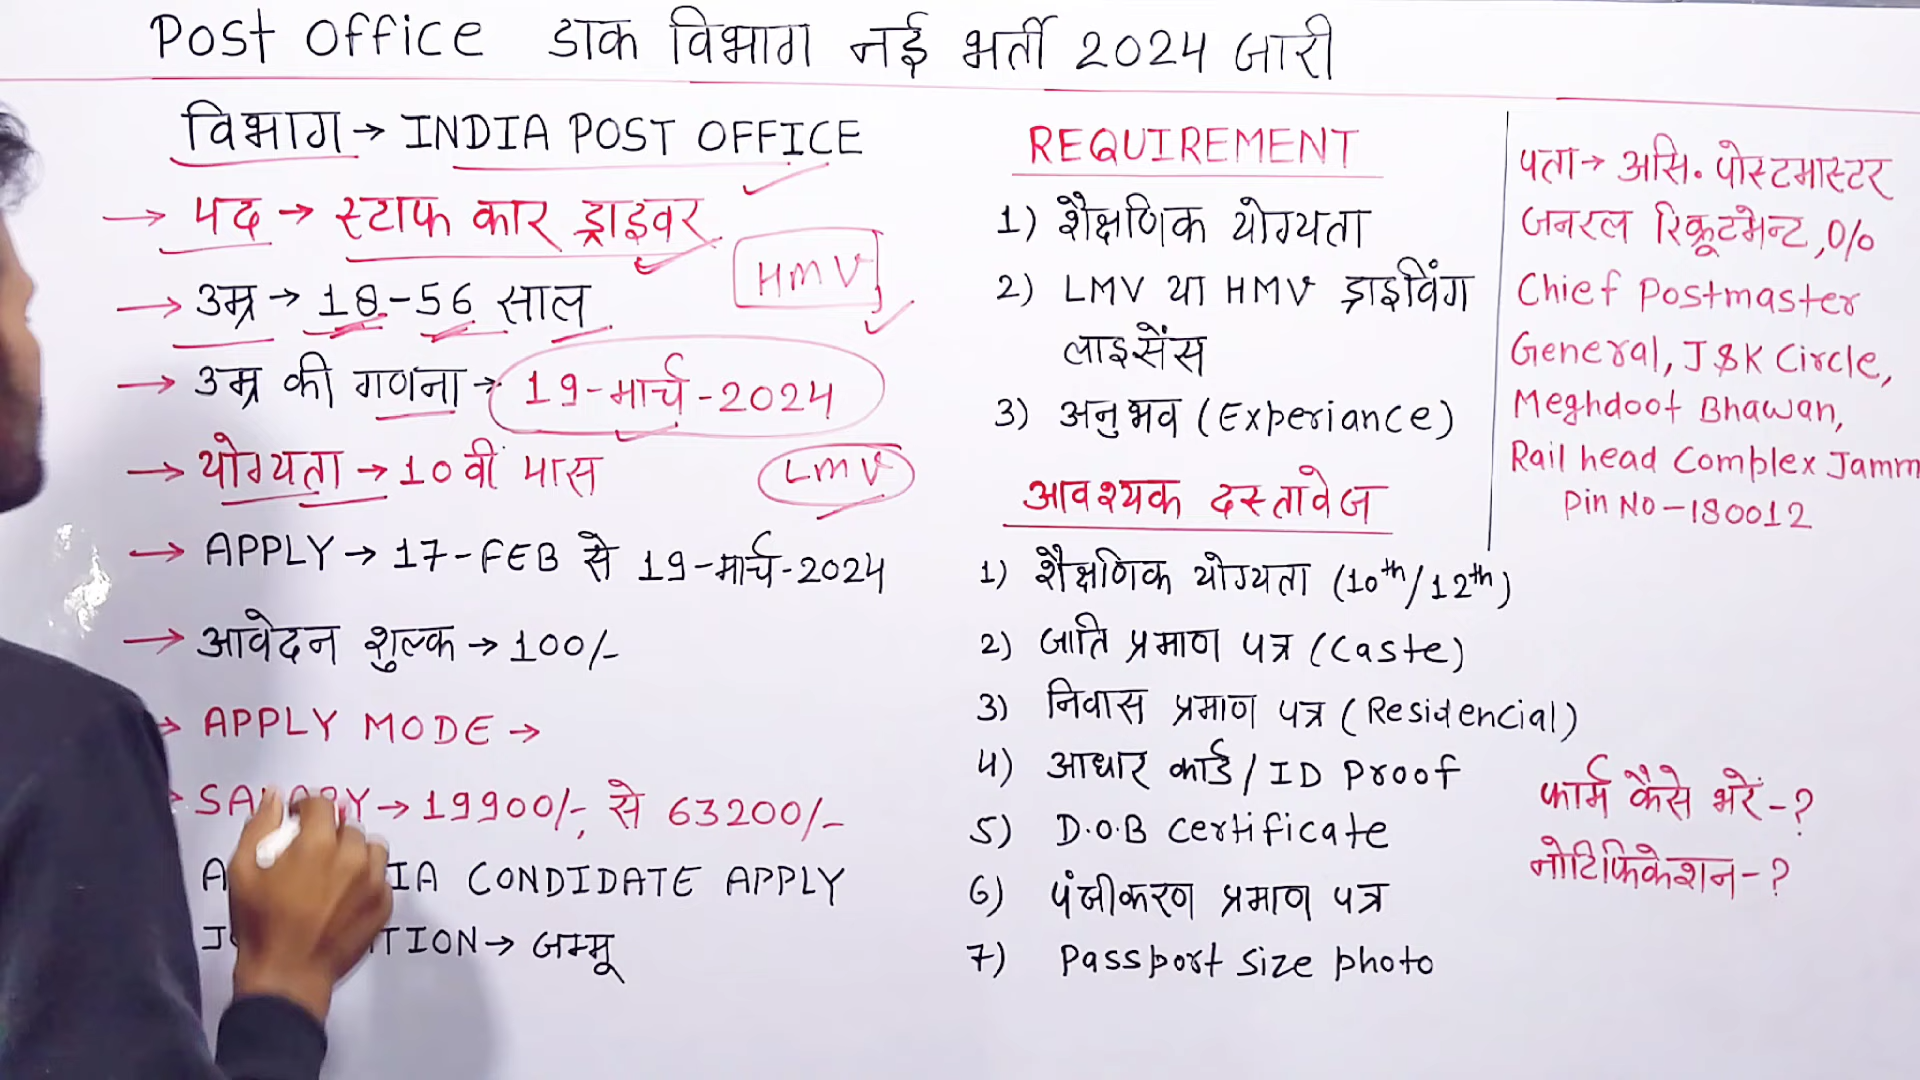 Post Office डाक विभाग नई भर्ती 2024 जारी
विभाग → INDIA POST OFFICE
→ पद → स्टाफ कार ड्राइवर
HMV
→ उम्र → 18-56 साल
→ उम्र की गणना → 19-मार्च-2024
→ योग्यता → 10वीं पास
LMV
→ APPLY → 17-FEB से 19-मार्च-2024
→ आवेदन शुल्क → 100/-
→ APPLY MODE →
→ SALARY → 19900/-, से 63200/-
CONDIDATE APPLY
→ जम्मू
REQUIREMENT
1) शैक्षणिक योग्यता
2) LMV या HMV ड्राइविंग
लाइसेंस
3) अनुभव (Experiance)
आवश्यक दस्तावेज
1) शैक्षणिक योग्यता (10th/12th)
2) जाति प्रमाण पत्र (Caste)
3) निवास प्रमाण पत्र (Residencial)
4) आधार कार्ड / ID Proof
5) D.O.B Certificate
6) पंजीकरण प्रमाण पत्र
7) Passport Size photo
पता → असि. पोस्टमास्टर
जनरल रिक्रूटमेन्ट, O/o
Chief Postmaster
General, J&K Circle,
Meghdoot Bhawan,
Rail head Complex Jamm
Pin No - 180012
फार्म कैसे भरें - ?
नोटिफिकेशन - ?